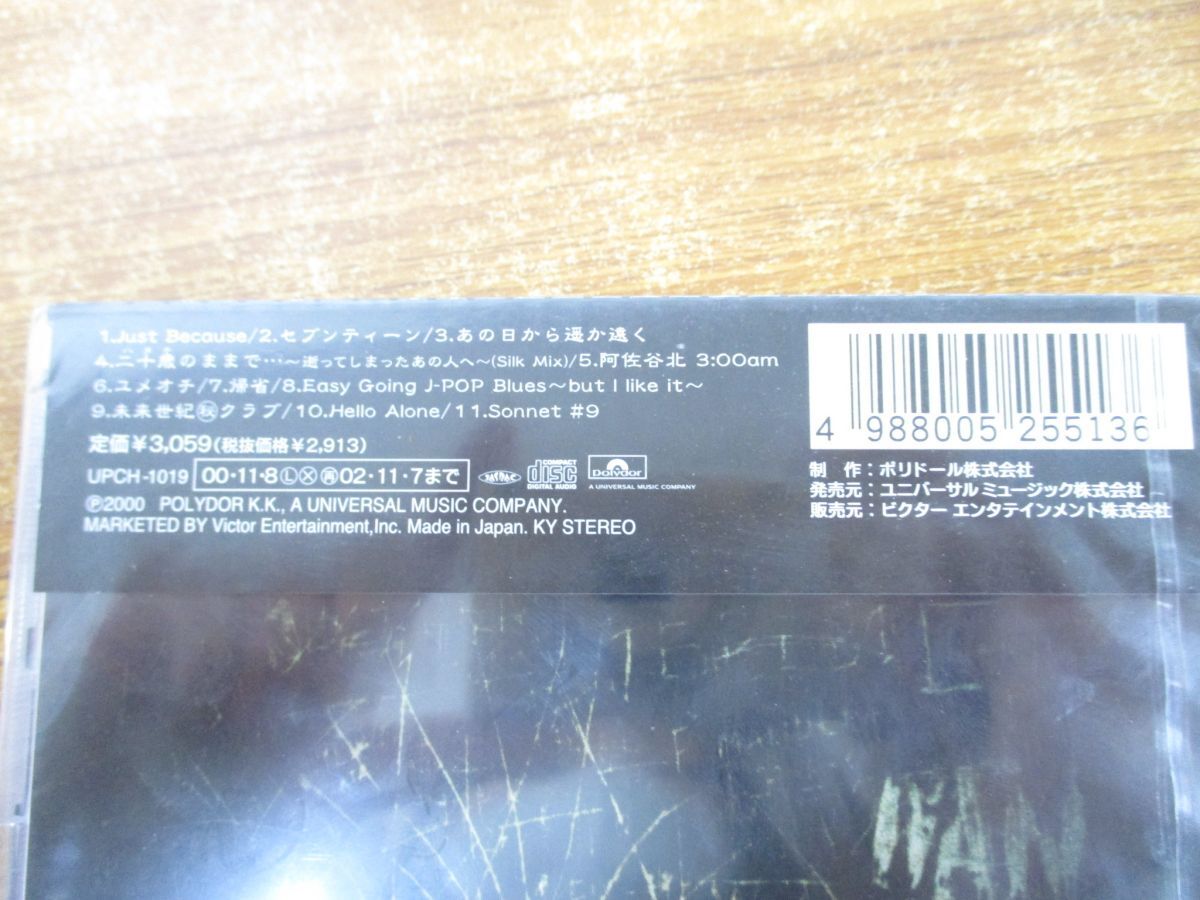 1.Just Because/2.セブンティーン/3.あの日から遥か遠く
4.二十歳のままで…～逝ってしまったあの人へ～(Silk Mix)/5.阿佐谷北 3:00am
6.ユメオチ/7.帰省/8.Easy Going J-POP Blues～but I like it～
9.未来世紀㊙クラブ/10.Hello Alone/11.Sonnet #9
定価￥3,059(税抜価格￥2,913)
UPCH-1019 00・11・8 Ⓛ Ⓧ 再 02・11・7まで
COMPACT disc DIGITAL AUDIO
Polydor
A UNIVERSAL MUSIC COMPANY
Ⓟ2000 POLYDOR K.K., A UNIVERSAL MUSIC COMPANY.
MARKETED BY Victor Entertainment,Inc. Made in Japan. KY STEREO
4 988005 255136
制　作：ポリドール株式会社
発売元：ユニバーサル ミュージック株式会社
販売元：ビクター エンタテインメント株式会社